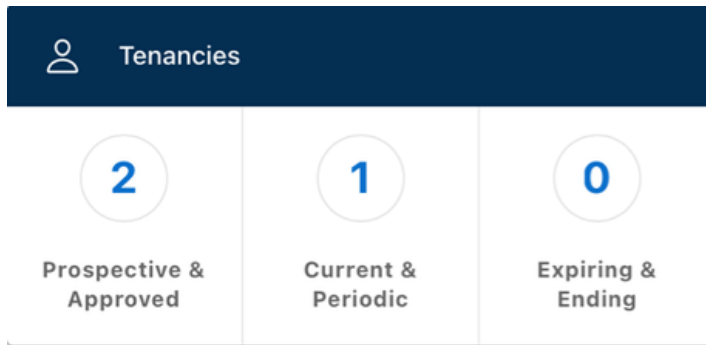 Tenancies
2
Prospective &
Approved
1
Current &
Periodic
0
Expiring &
Ending